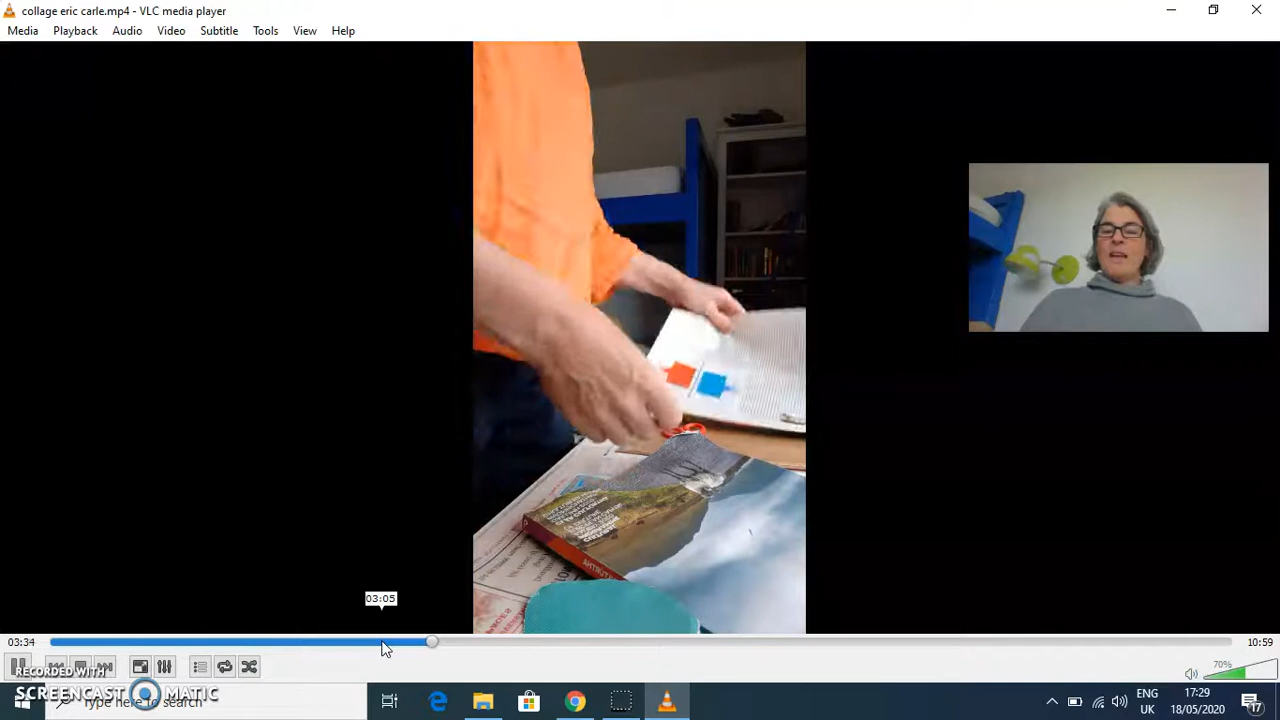 collage eric carle.mp4 - VLC media player
Media Playback Audio Video Subtitle Tools View Help
03:05
03:34
10:59
70%
RECORDED WITH
SCREENCAST MATIC
Type here to search
ENG
UK
17:29
18/05/2020
17